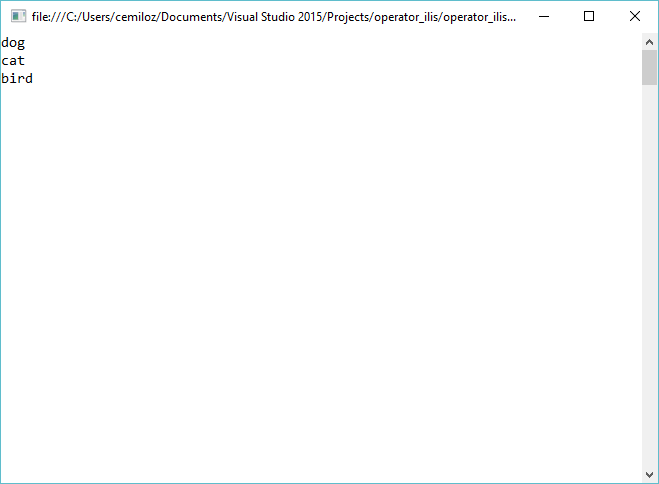 file:///C:/Users/cemiloz/Documents/Visual Studio 2015/Projects/operator_ilis/operator_ilis...
dog
cat
bird